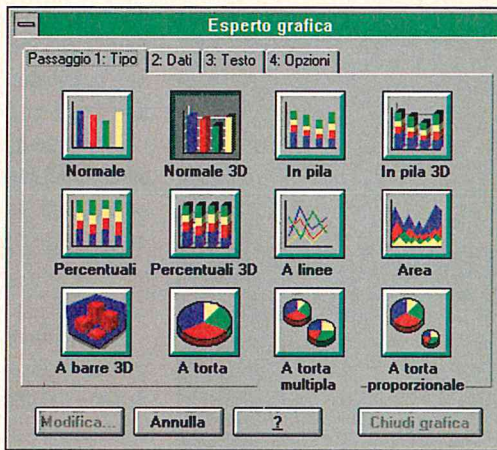 Esperto grafica
Passaggio 1: Tipo 2: Dati 3: Testo 4: Opzioni
Normale Normale 3D In pila In pila 3D
Percentuali Percentuali 3D A linee Area
A barre 3D A torta A torta multipla A torta proporzionale
Modifica... Annulla ? Chiudi grafica